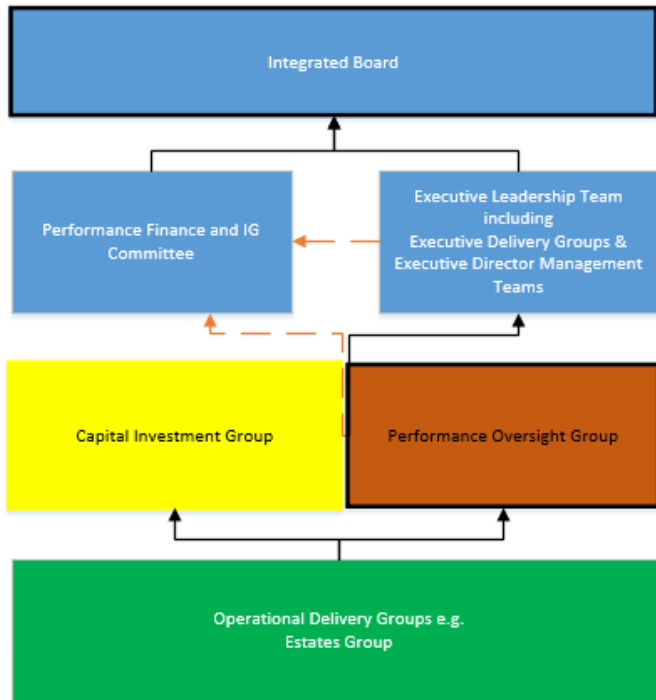 Integrated Board
Performance Finance and IG
Committee
Executive Leadership Team
including
Executive Delivery Groups &
Executive Director Management
Teams
Capital Investment Group
Performance Oversight Group
Operational Delivery Groups e.g.
Estates Group